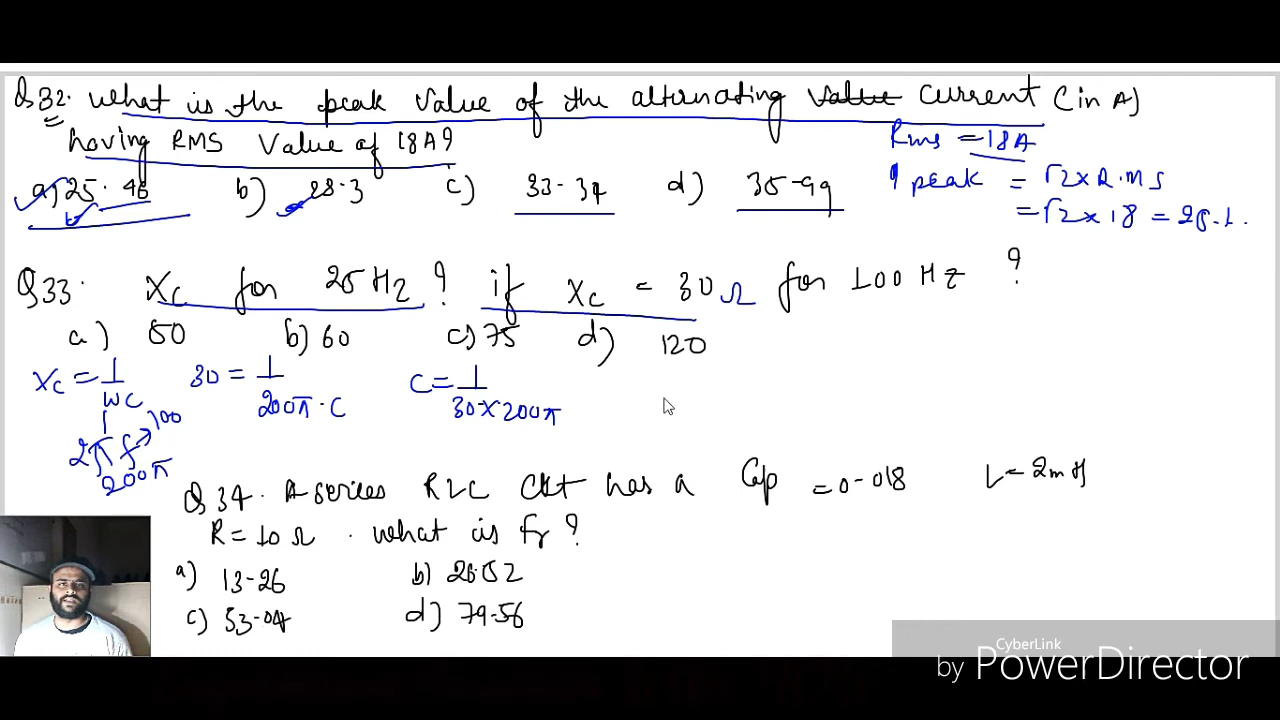 Q32. What is the peak value of the alternating value current (in A)
having RMS Value of 18A?
a) 25.46 b) 28.3 c) 33-34 d) 35-99
Rms = 18A
peak = √2 x R.MS
= √2 x 18 = 25.4.
Q33. Xc for 25 Hz ? if Xc = 30 Ω for 100 Hz ?
a) 50 b) 60 c) 75 d) 120
Xc = 1/WC 30 = 1/200π.C C = 1/30x200π
2πf → 100
200π
Q34. A series RLC Ckt has a Cap = 0-018 L = 2mH
R = 10 Ω . what is fr ?
a) 13-26 b) 26.52
c) 53-04 d) 79-56
CyberLink
by PowerDirector